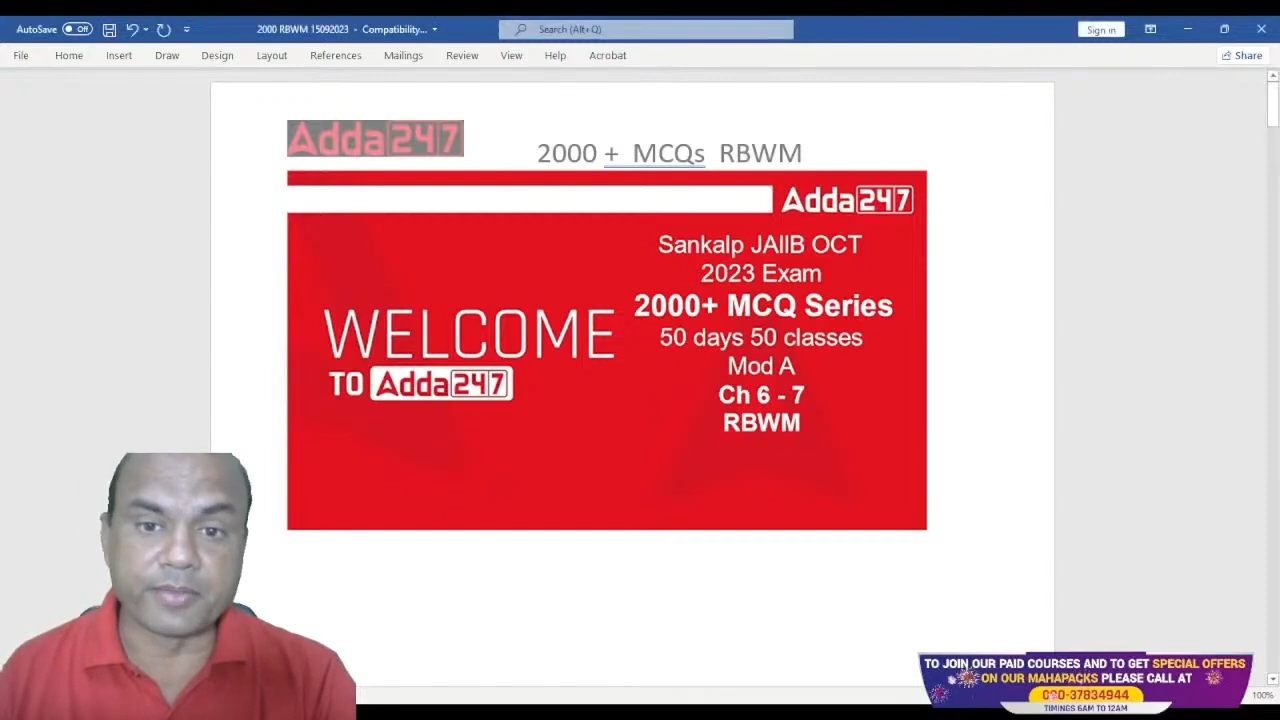 AutoSave Off 2000 RBWM 15092023 - Compatibility... Search (Alt+Q) Sign in
File Home Insert Draw Design Layout References Mailings Review View Help Acrobat Share
Adda247
2000 + MCQs RBWM
Adda247
Sankalp JAIIB OCT
2023 Exam
2000+ MCQ Series
50 days 50 classes
Mod A
Ch 6 - 7
RBWM
WELCOME
TO Adda247
TO JOIN OUR PAID COURSES AND TO GET SPECIAL OFFERS
ON OUR MAHAPACKS PLEASE CALL AT
080-37834944
TIMINGS 6AM TO 12AM
100%